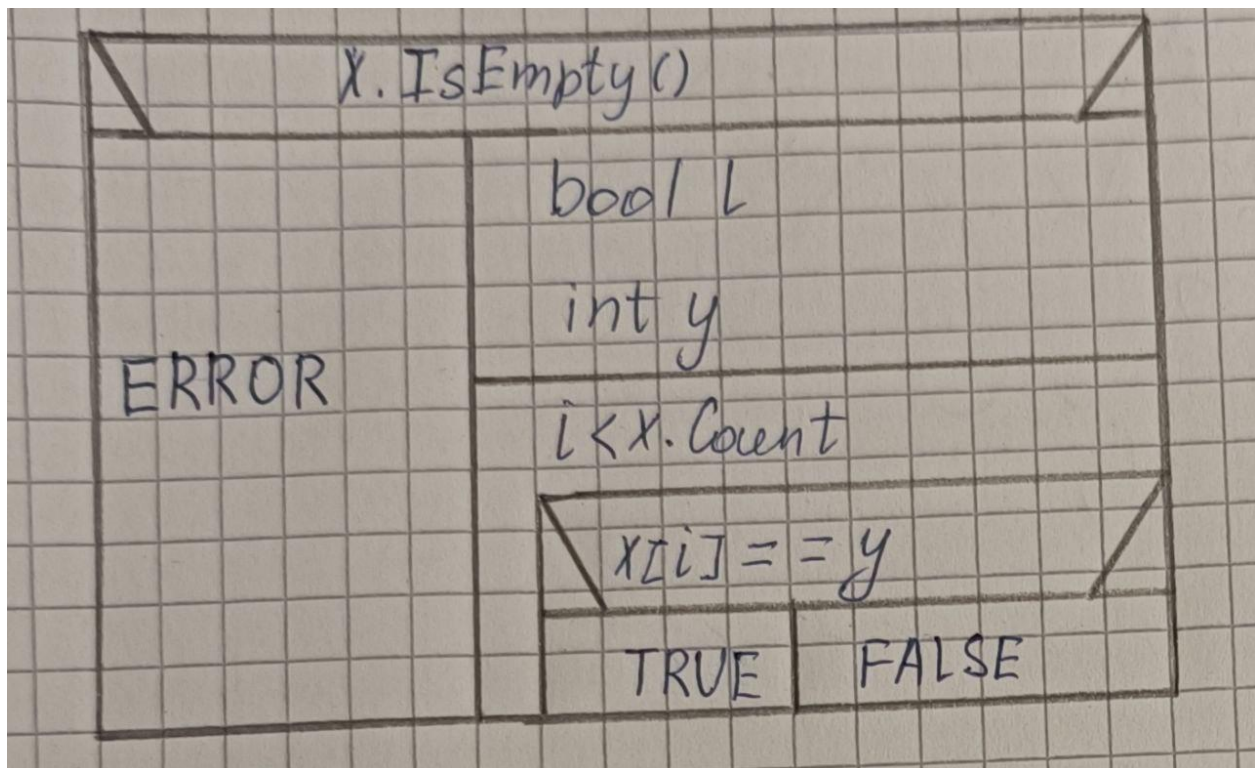 X.IsEmpty()
bool l
int y
ERROR
i<X.Count
X[i]==y
TRUE
FALSE